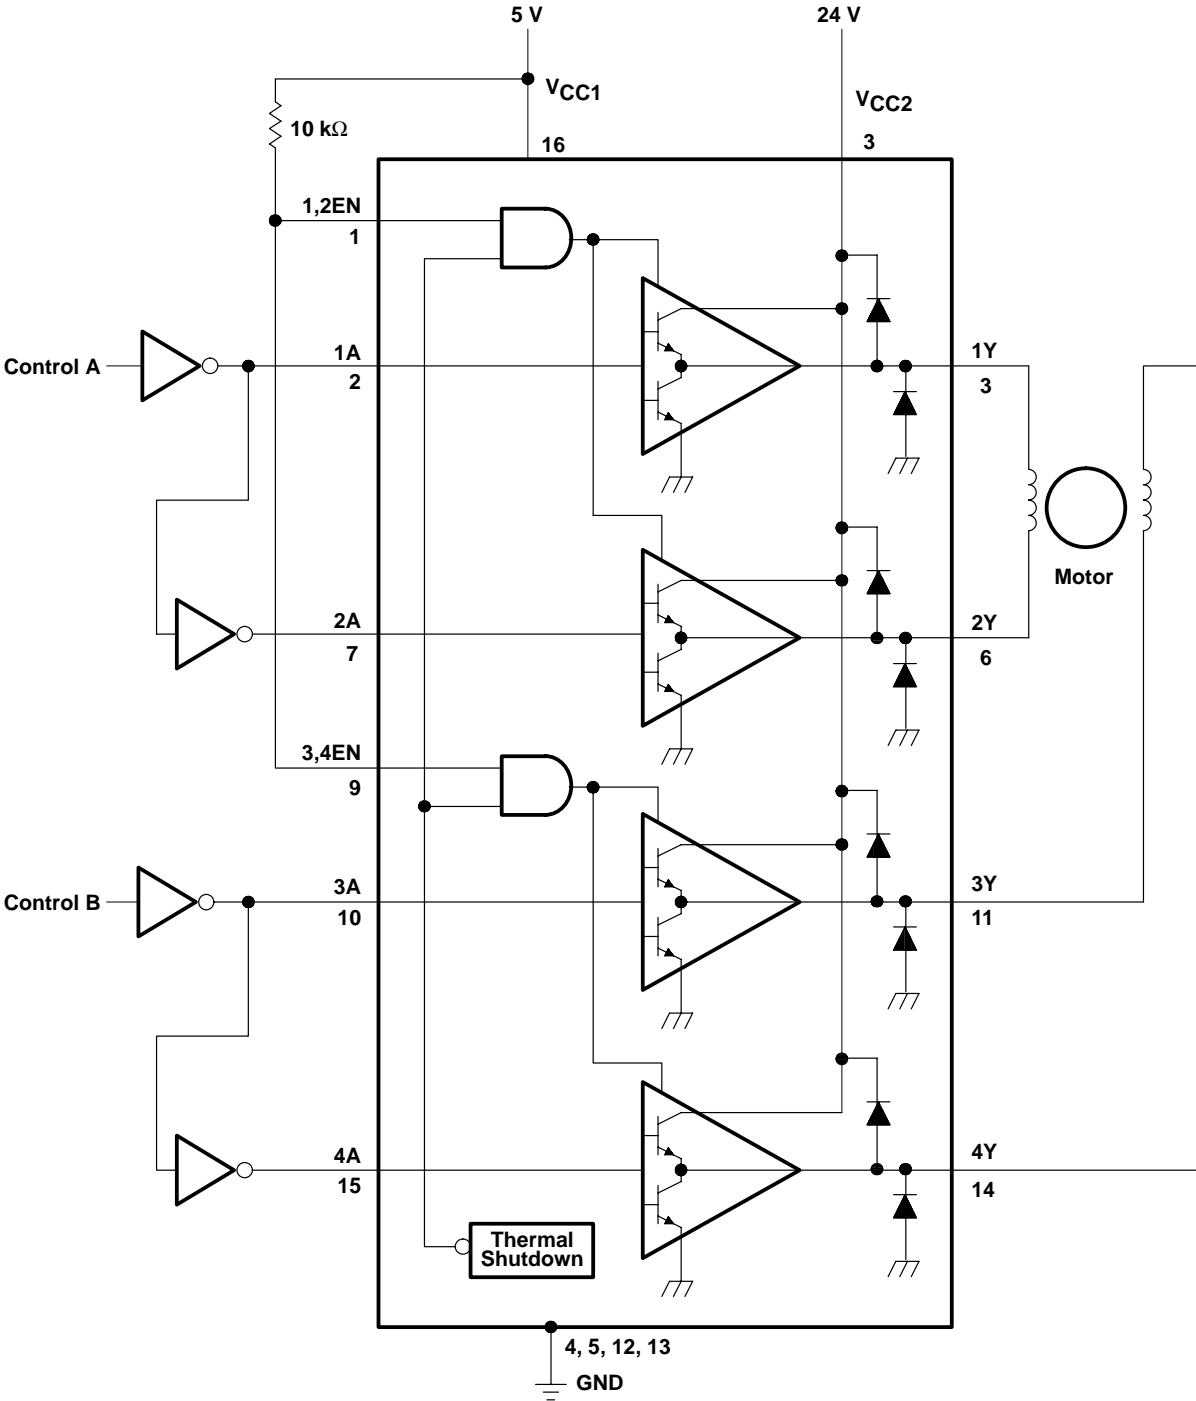 5 V
24 V
VCC1
VCC2
10 kΩ
16
3
1,2EN
1
Control A
1A
2
1Y
3
Motor
2A
7
2Y
6
3,4EN
9
Control B
3A
10
3Y
11
4A
15
4Y
14
Thermal
Shutdown
4, 5, 12, 13
GND